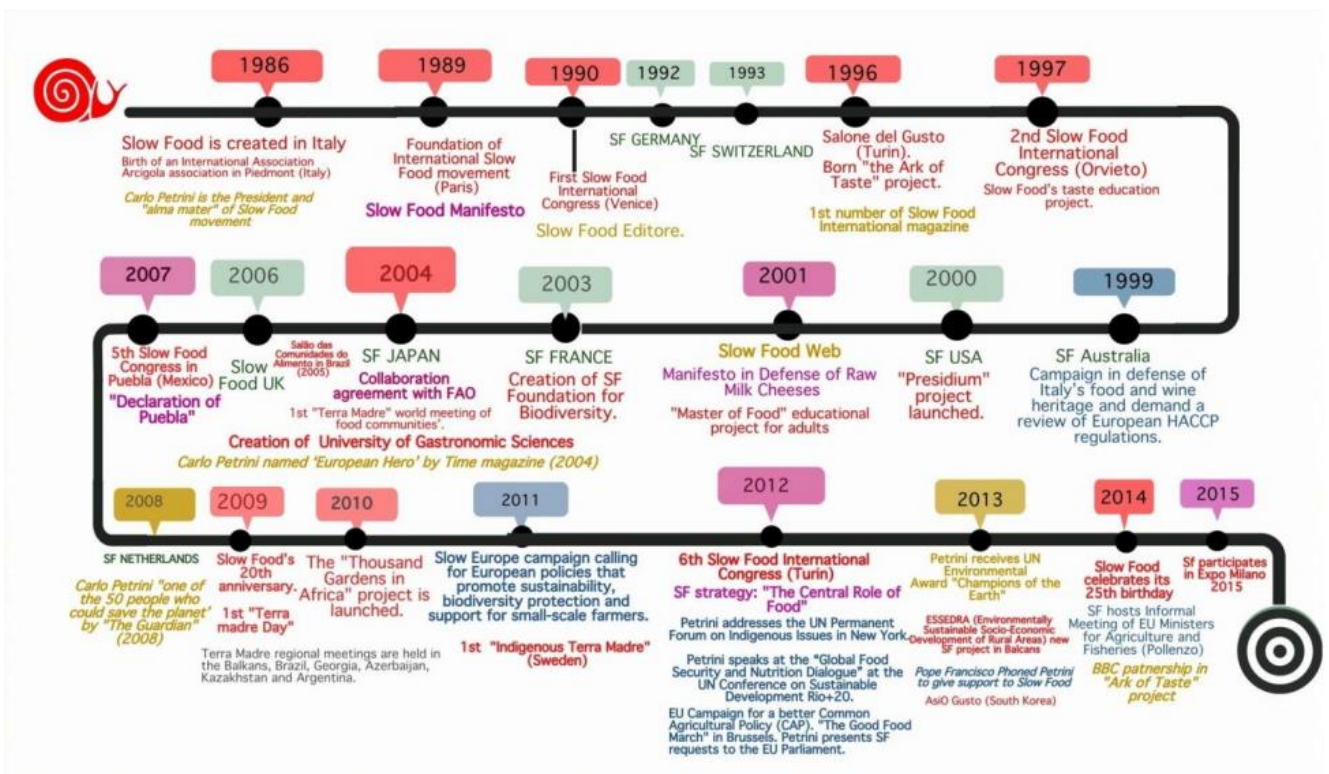 1986
1989
1990
1992
1993
1996
1997
Slow Food is created in Italy
Birth of an International Association
Arcigola association in Piedmont (Italy)
Carlo Petrini is the President and
"alma mater" of Slow Food
movement
Foundation of
International Slow
Food movement
(Paris)
Slow Food Manifesto
First Slow Food
International
Congress (Venice)
Slow Food Editore.
SF GERMANY
SF SWITZERLAND
Salone del Gusto
(Turin).
Born "the Ark of
Taste" project.
1st number of Slow Food
International magazine
2nd Slow Food
International
Congress (Orvieto)
Slow Food's taste education
project.
2007
2006
2004
2003
2001
2000
1999
5th Slow Food
Congress in
Puebla (Mexico)
"Declaration of
Puebla"
Slow
Food UK
Salão das
Comunidades do
Alimento in Brazil
(2005)
SF JAPAN
Collaboration
agreement with FAO
1st "Terra Madre" world meeting of
food communities'.
Creation of University of Gastronomic Sciences
Carlo Petrini named 'European Hero' by Time magazine (2004)
SF FRANCE
Creation of SF
Foundation for
Biodiversity.
Slow Food Web
Manifesto in Defense of Raw
Milk Cheeses
"Master of Food" educational
project for adults
SF USA
"Presidium"
project
launched.
SF Australia
Campaign in defense of
Italy's food and wine
heritage and demand a
review of European HACCP
regulations.
2008
2009
2010
2011
2012
2013
2014
2015
SF NETHERLANDS
Carlo Petrini "one of
the 50 people who
could save the planet'
by "The Guardian"
(2008)
Slow Food's
20th
anniversary.
1st "Terra
madre Day"
The "Thousand
Gardens in
Africa" project is
launched.
Terra Madre regional meetings are held in
the Balkans, Brazil, Georgia, Azerbaijan,
Kazakhstan and Argentina.
Slow Europe campaign calling
for European policies that
promote sustainability,
biodiversity protection and
support for small-scale farmers.
1st "Indigenous Terra Madre"
(Sweden)
6th Slow Food International
Congress (Turin)
SF strategy: "The Central Role of
Food"
Petrini addresses the UN Permanent
Forum on Indigenous Issues in New York.
Petrini speaks at the "Global Food
Security and Nutrition Dialogue" at the
UN Conference on Sustainable
Development Rio+20.
EU Campaign for a better Common
Agricultural Policy (CAP). "The Good Food
March" in Brussels. Petrini presents SF
requests to the EU Parliament.
Petrini receives UN
Environmental
Award "Champions of the
Earth"
ESSEDRA (Environmentally
Sustainable Socio-Economic
Development of Rural Areas) new
SF project in Balcans
Pope Francisco Phoned Petrini
to give support to Slow Food
AsiO Gusto (South Korea)
Slow Food
celebrates its
25th birthday
SF hosts Informal
Meeting of EU Ministers
for Agriculture and
Fisheries (Pollenzo)
BBC patnership in
"Ark of Taste"
project
Sf participates
in Expo Milano
2015